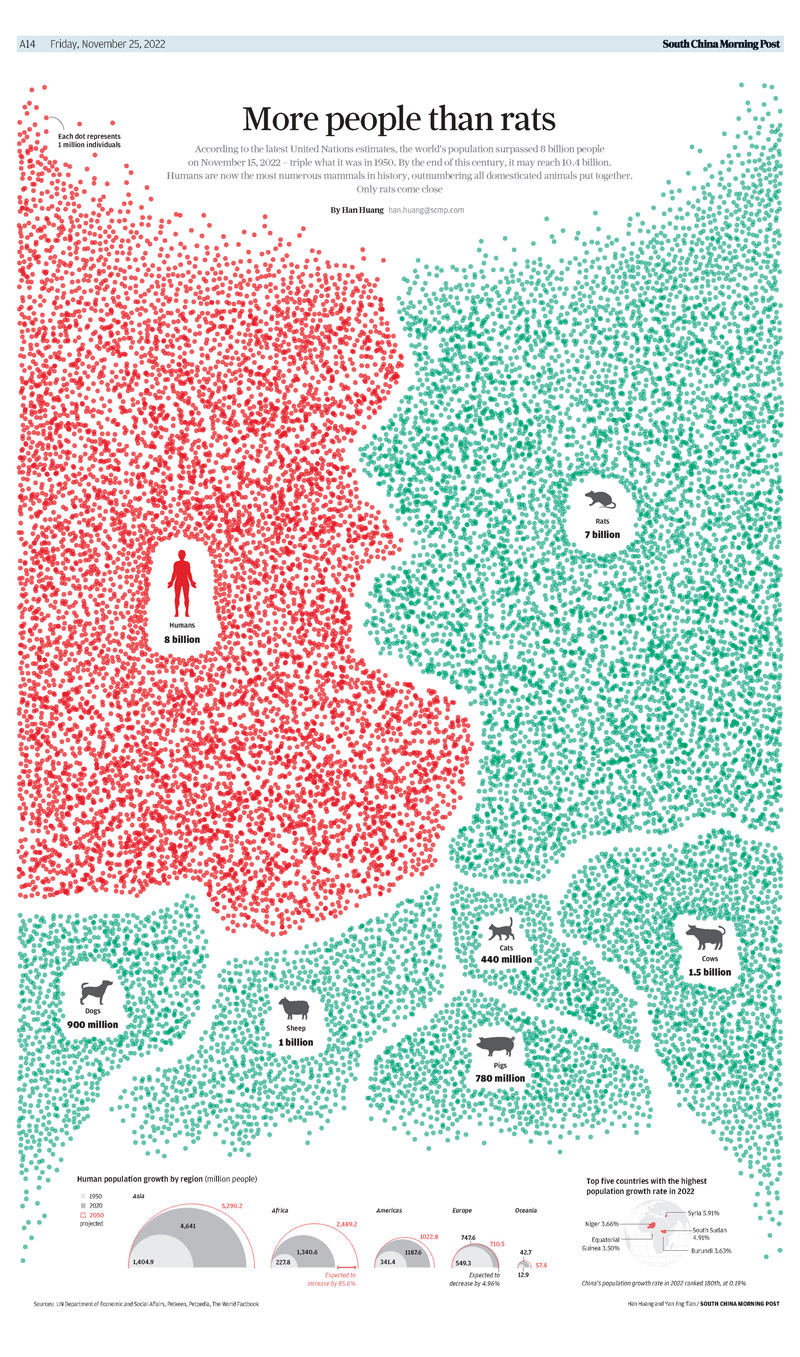 A14 Friday, November 25, 2022
South China Morning Post
Each dot represents
1 million individuals
More people than rats
According to the latest United Nations estimates, the world's population surpassed 8 billion people
on November 15, 2022 – triple what it was in 1950. By the end of this century, it may reach 10.4 billion.
Humans are now the most numerous mammals in history, outnumbering all domesticated animals put together.
Only rats come close
By Han Huang han.huang@scmp.com
Rats
7 billion
Humans
8 billion
Cats
440 million
Cows
1.5 billion
Dogs
900 million
Sheep
1 billion
Pigs
780 million
Human population growth by region (million people)
1950
2020
2050
projected
Asia
5,290.2
4,641
1,404.9
Africa
2,489.2
1,340.6
227.8
Expected to
increase by 85.6%
Americas
1022.8
1187.6
341.4
Europe
747.6
710.5
549.3
Expected to
decrease by 4.96%
Oceania
42.7
57.4
12.9
Top five countries with the highest
population growth rate in 2022
Syria 5.91%
Niger 3.66%
South Sudan
4.91%
Equatorial
Guinea 3.50%
Burundi 3.63%
China's population growth rate in 2022 ranked 180th, at 0.19%
Sources: UN Department of Economic and Social Affairs, Petkeen, Petpedia, The World Factbook
Han Huang and Yan Jing Tian / SOUTH CHINA MORNING POST